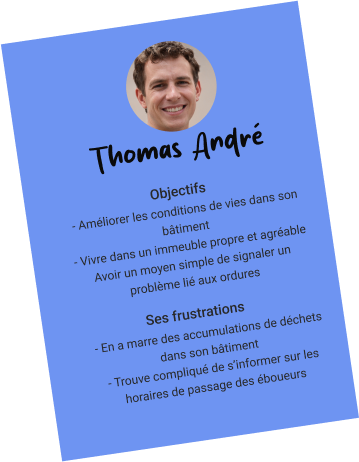 Thomas André
Objectifs
- Améliorer les conditions de vies dans son
bâtiment
- Vivre dans un immeuble propre et agréable
Avoir un moyen simple de signaler un
problème lié aux ordures
Ses frustrations
- En a marre des accumulations de déchets
dans son bâtiment
- Trouve compliqué de s'informer sur les
horaires de passage des éboueurs